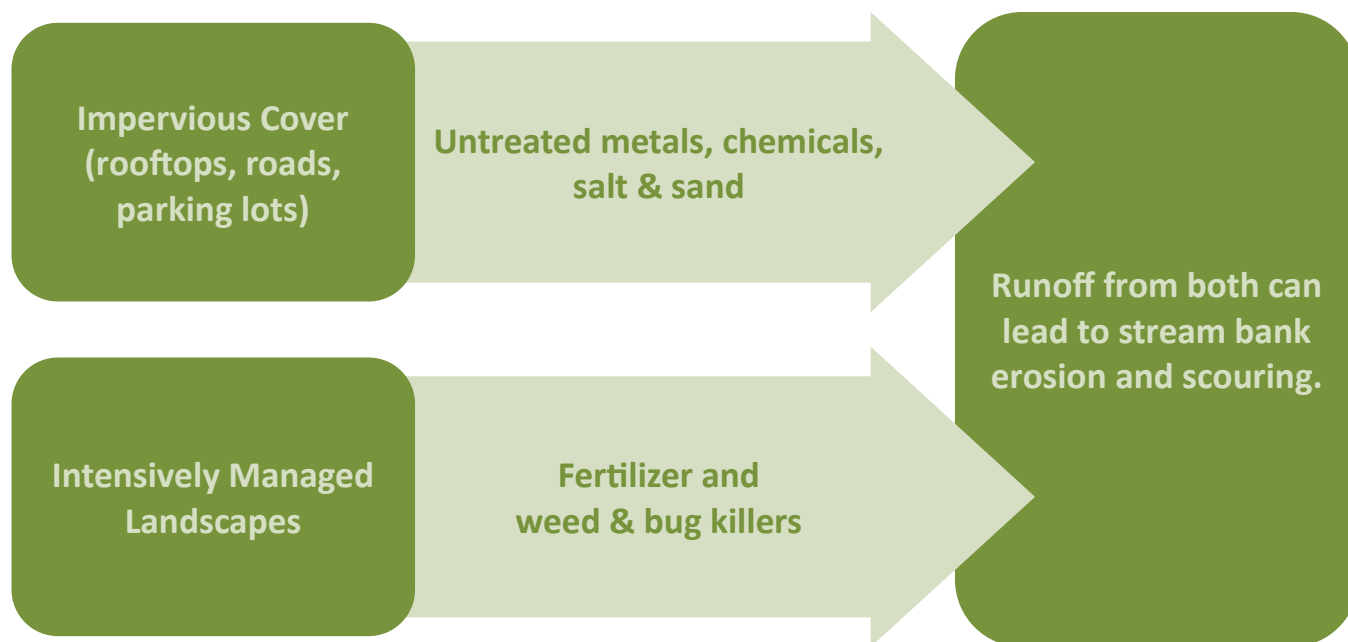 Impervious Cover
(rooftops, roads,
parking lots)
Untreated metals, chemicals,
salt & sand
Intensively Managed
Landscapes
Fertilizer and
weed & bug killers
Runoff from both can
lead to stream bank
erosion and scouring.